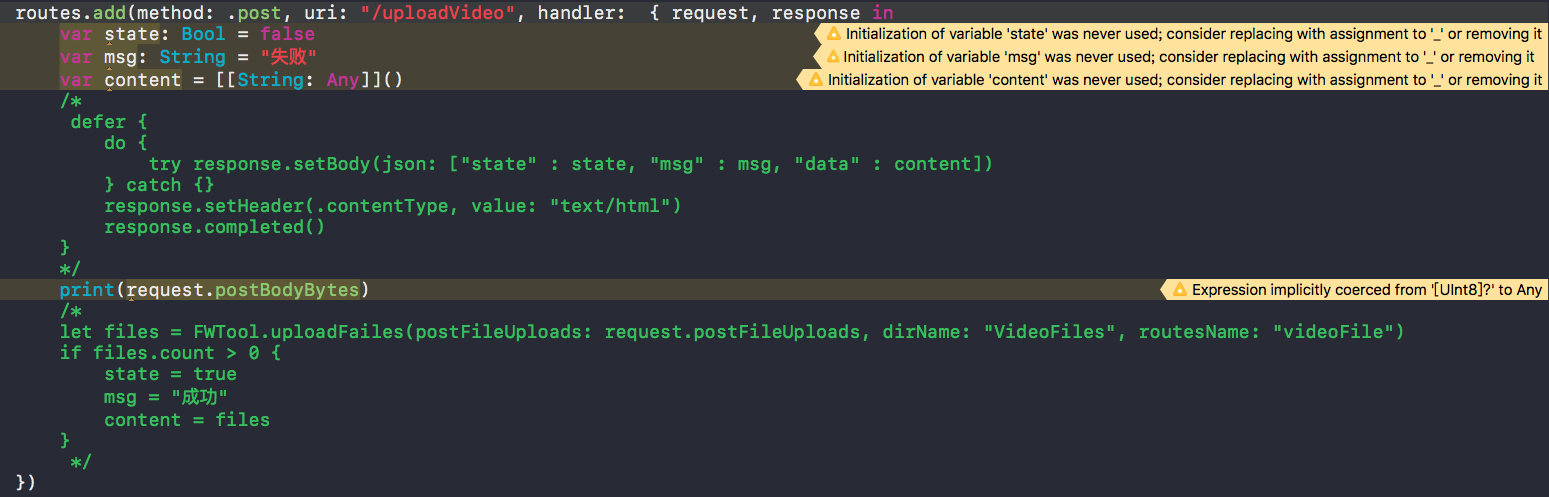 routes.add(method: .post, uri: "/uploadVideo", handler:  { request, response in
    var state: Bool = false    Initialization of variable 'state' was never used; consider replacing with assignment to '_' or removing it
    var msg: String = "失败"    Initialization of variable 'msg' was never used; consider replacing with assignment to '_' or removing it
    var content = [[String: Any]]()    Initialization of variable 'content' was never used; consider replacing with assignment to '_' or removing it
    /*
     defer {
        do {
            try response.setBody(json: ["state" : state, "msg" : msg, "data" : content])
        } catch {}
        response.setHeader(.contentType, value: "text/html")
        response.completed()
    }
    */
    print(request.postBodyBytes)    Expression implicitly coerced from '[UInt8]?' to Any
    /*
    let files = FWTool.uploadFailes(postFileUploads: request.postFileUploads, dirName: "VideoFiles", routesName: "videoFile")
    if files.count > 0 {
        state = true
        msg = "成功"
        content = files
    }
     */
})